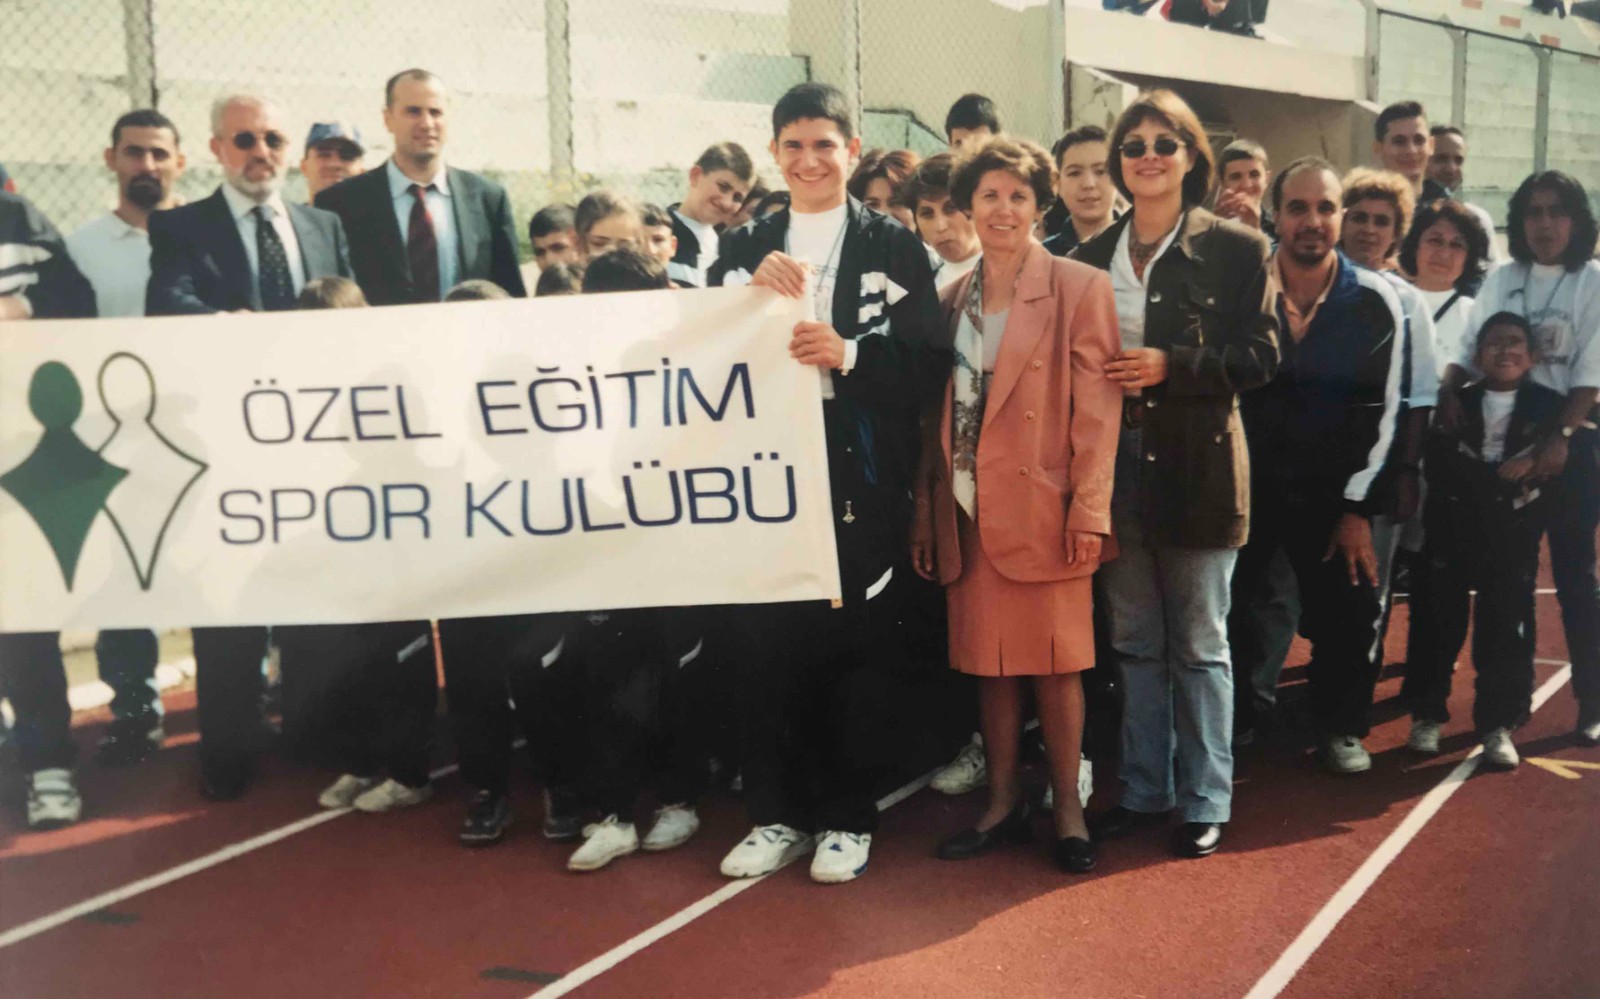 ÖZEL EĞİTİM
SPOR KULÜBÜ